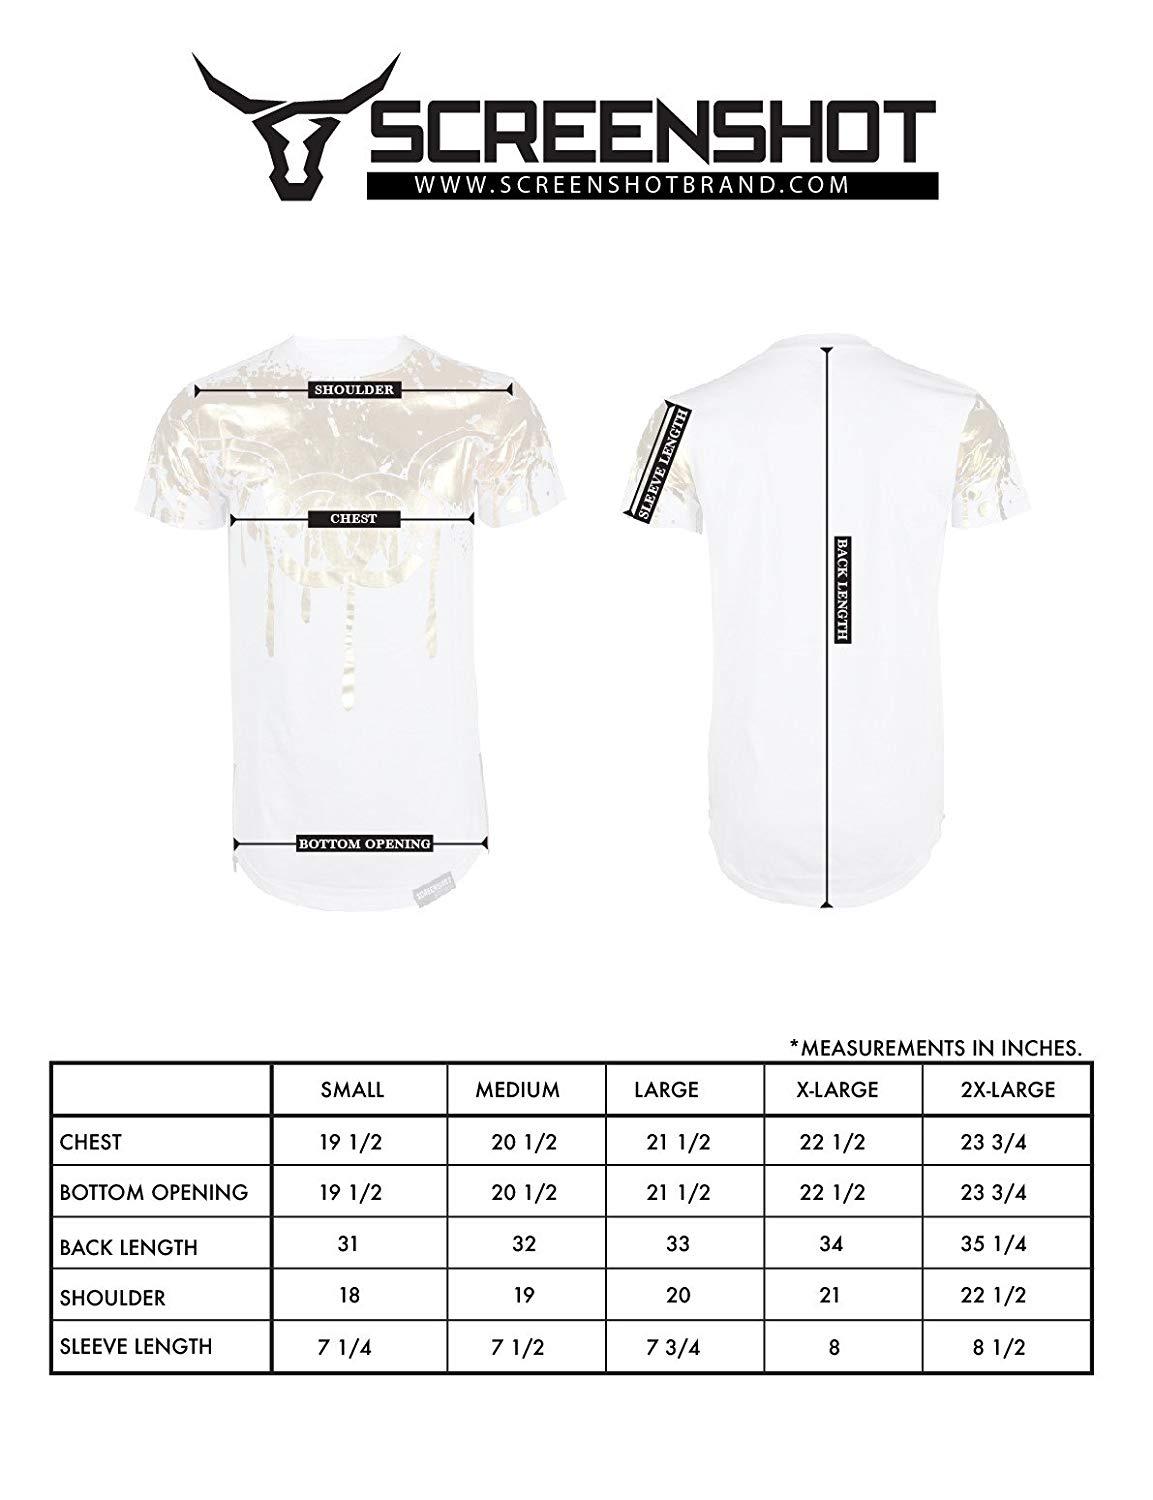 SCREENSHOT
WWW.SCREENSHOTBRAND.COM
SHOULDER
CHEST
BOTTOM OPENING
SCREENSHOT
SLEEVE LENGTH
BACK LENGTH
*MEASUREMENTS IN INCHES.
SMALL MEDIUM LARGE X-LARGE 2X-LARGE
CHEST 19 1/2 20 1/2 21 1/2 22 1/2 23 3/4
BOTTOM OPENING 19 1/2 20 1/2 21 1/2 22 1/2 23 3/4
BACK LENGTH 31 32 33 34 35 1/4
SHOULDER 18 19 20 21 22 1/2
SLEEVE LENGTH 7 1/4 7 1/2 7 3/4 8 8 1/2